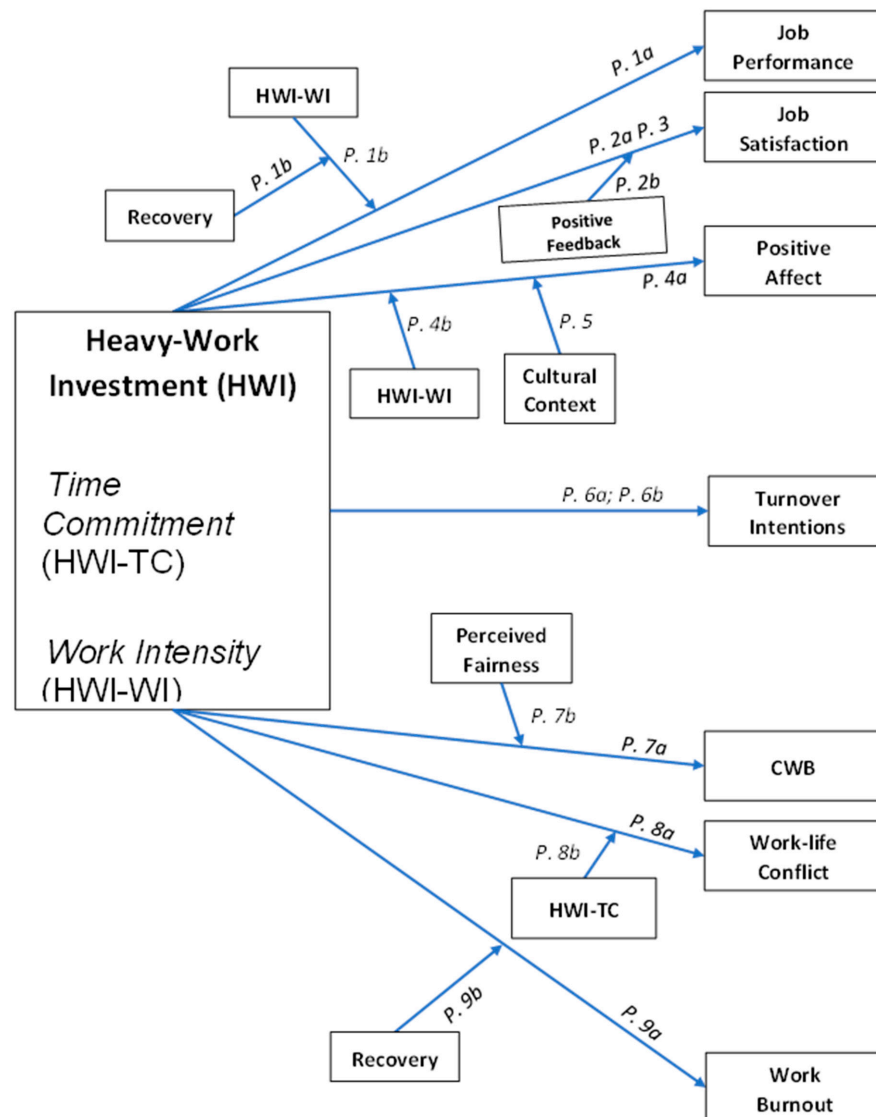 Job
Performance
P. 1a
HWI-WI
Job
Satisfaction
P. 2a P. 3
P. 1b
P. 1b
P. 2b
Recovery
Positive
Feedback
Positive
Affect
P. 4a
P. 4b
P. 5
Heavy-Work
Investment (HWI)
HWI-WI
Cultural
Context
Time
Commitment
(HWI-TC)
P. 6a; P. 6b
Turnover
Intentions
Work Intensity
(HWI-WI)
Perceived
Fairness
P. 7b
P. 7a
CWB
P. 8a
P. 8b
Work-life
Conflict
HWI-TC
P. 9b
P. 9a
Recovery
Work
Burnout